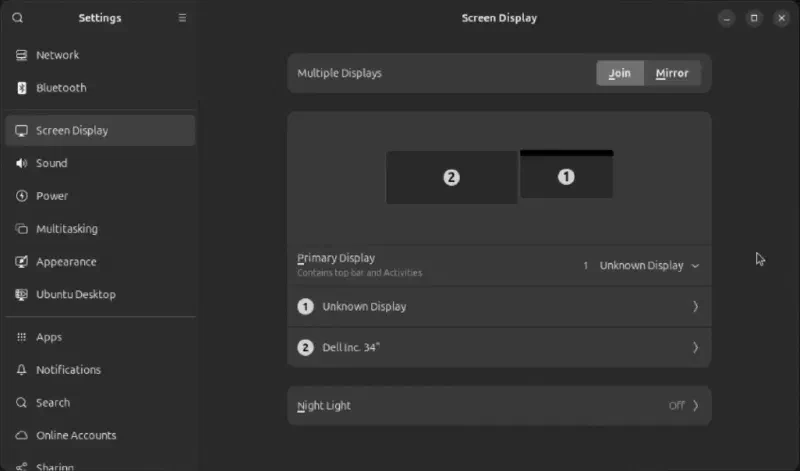 Settings
Screen Display
Network
Bluetooth
Screen Display
Sound
Power
Multitasking
Appearance
Ubuntu Desktop
Apps
Notifications
Search
Online Accounts
Sharing
Multiple Displays
Join
Mirror
2
1
Primary Display
Contains top bar and Activities
1 Unknown Display
1 Unknown Display
2 Dell Inc. 34"
Night Light
Off